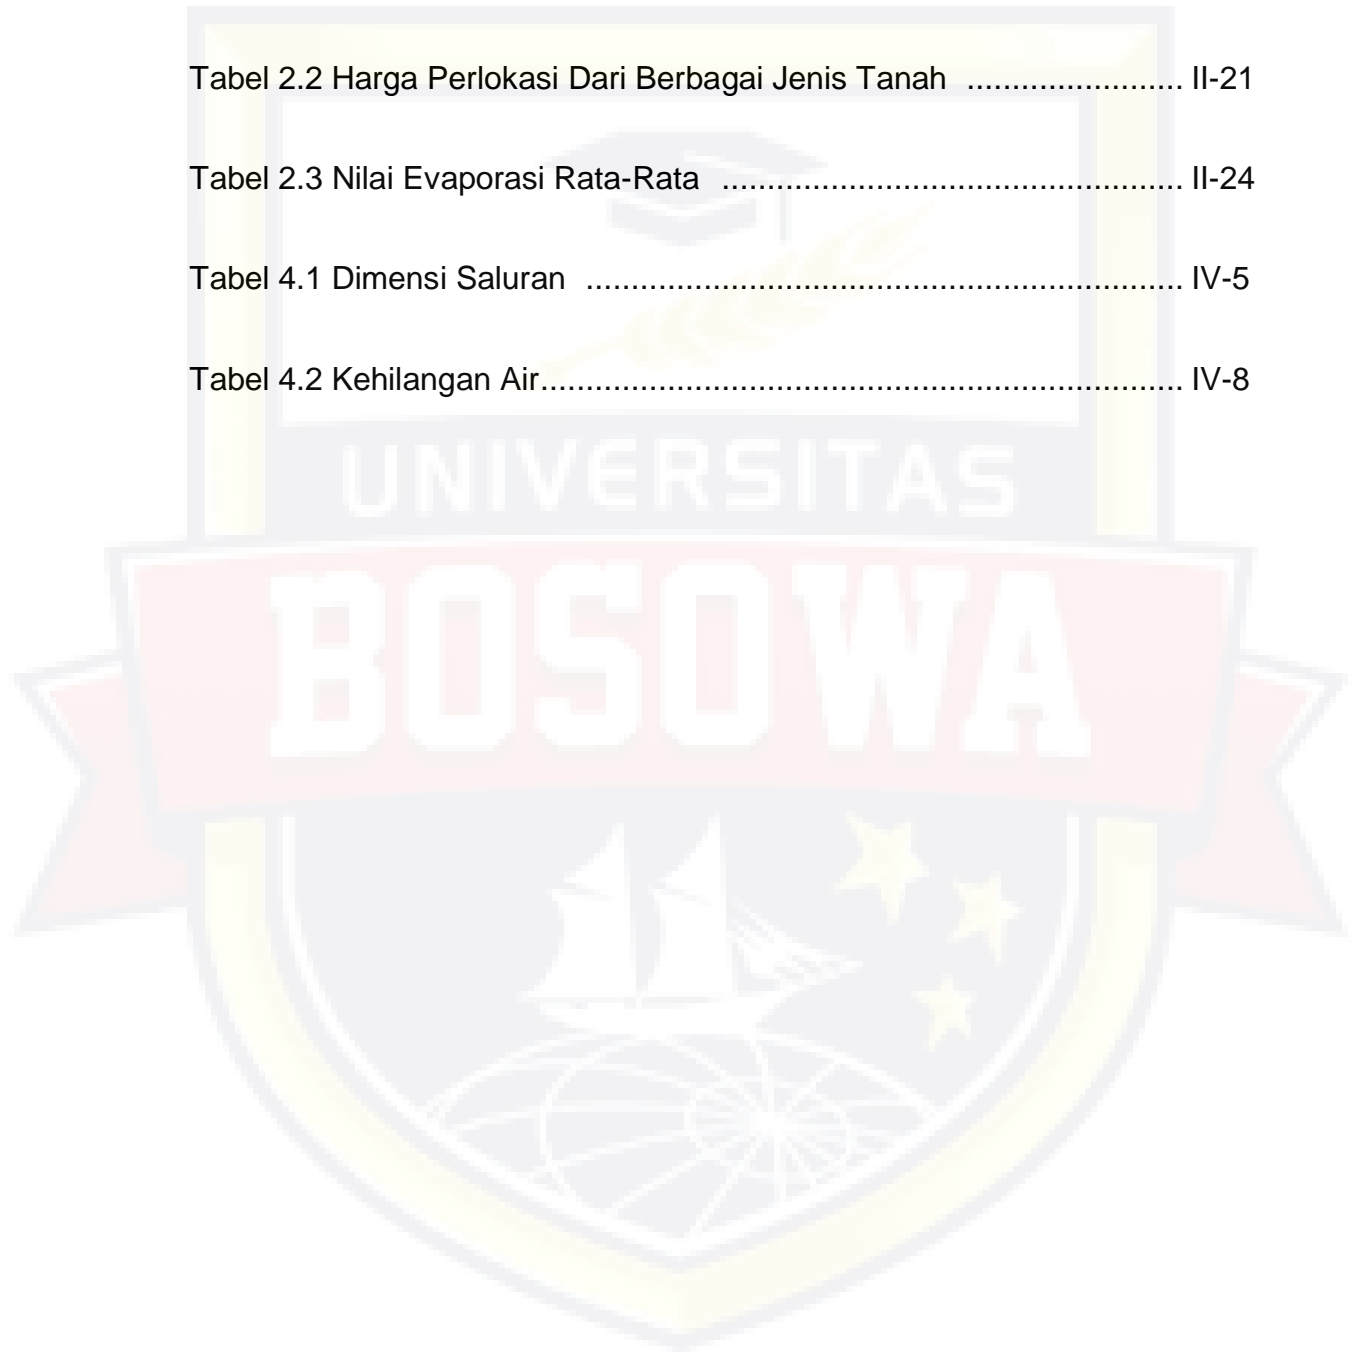 Tabel 2.2 Harga Perlokasi Dari Berbagai Jenis Tanah ........................ II-21
Tabel 2.3 Nilai Evaporasi Rata-Rata ................................................... II-24
Tabel 4.1 Dimensi Saluran .................................................................. IV-5
Tabel 4.2 Kehilangan Air....................................................................... IV-8
UNIVERSITAS
BOSOWA